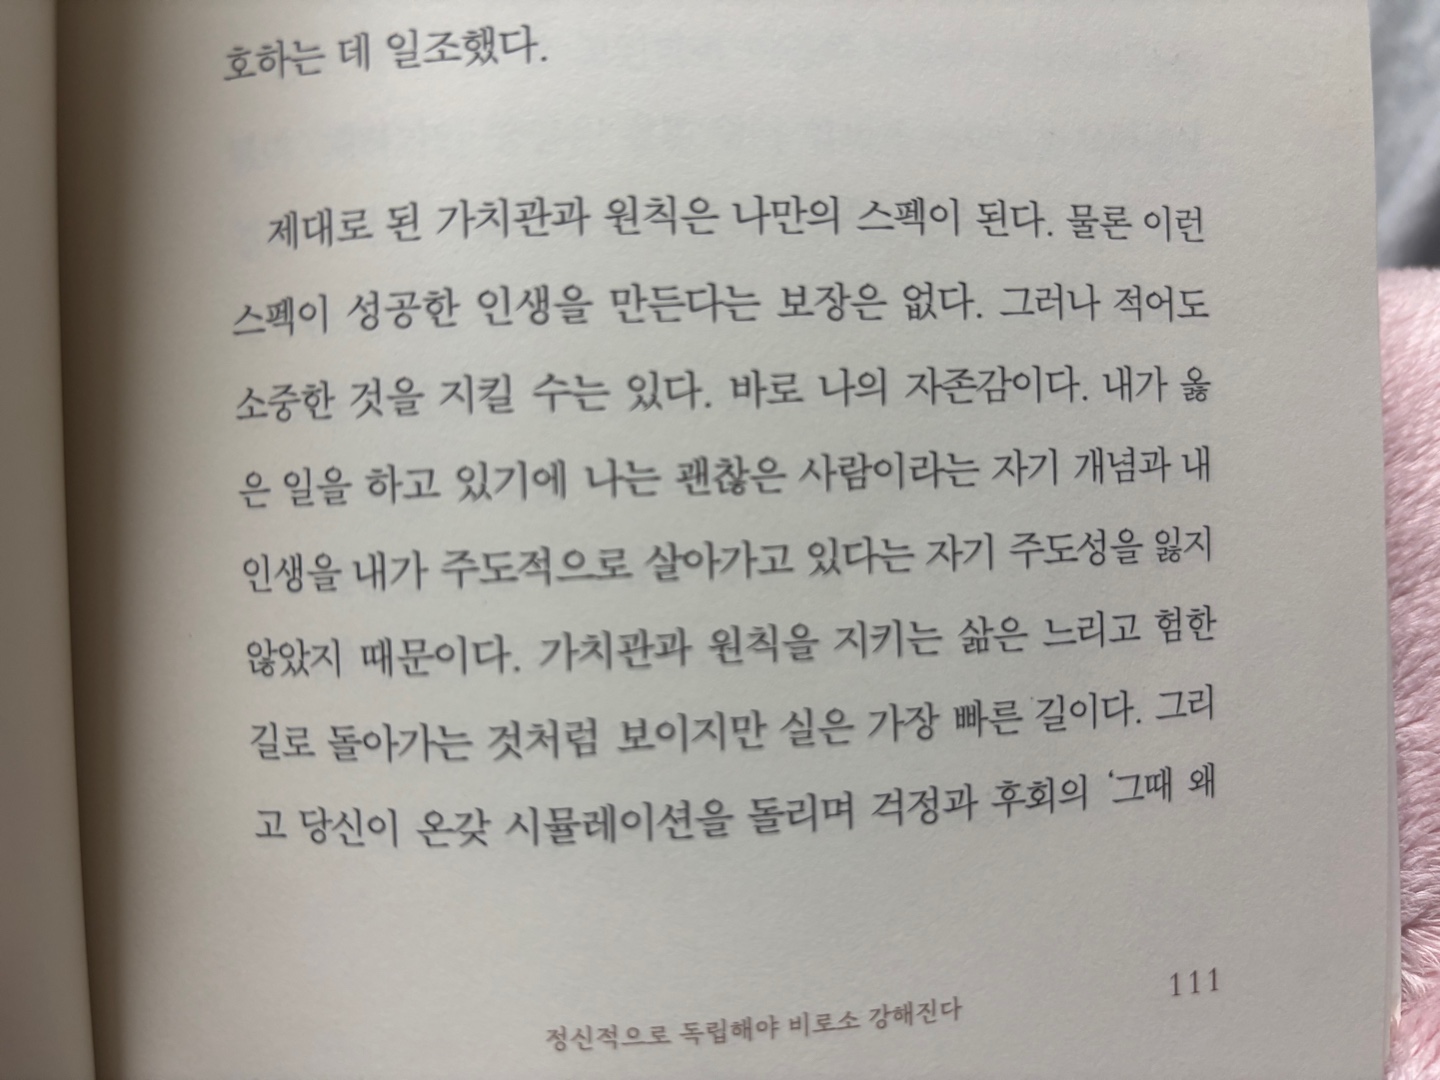 호하는 데 일조했다.
제대로 된 가치관과 원칙은 나만의 스펙이 된다. 물론 이런
스펙이 성공한 인생을 만든다는 보장은 없다. 그러나 적어도
소중한 것을 지킬 수는 있다. 바로 나의 자존감이다. 내가 옳
은 일을 하고 있기에 나는 괜찮은 사람이라는 자기 개념과 내
인생을 내가 주도적으로 살아가고 있다는 자기 주도성을 잃지
않았지 때문이다. 가치관과 원칙을 지키는 삶은 느리고 험한
길로 돌아가는 것처럼 보이지만 실은 가장 빠른 길이다. 그리
고 당신이 온갖 시뮬레이션을 돌리며 걱정과 후회의 ‘그때 왜
111
정신적으로 독립해야 비로소 강해진다